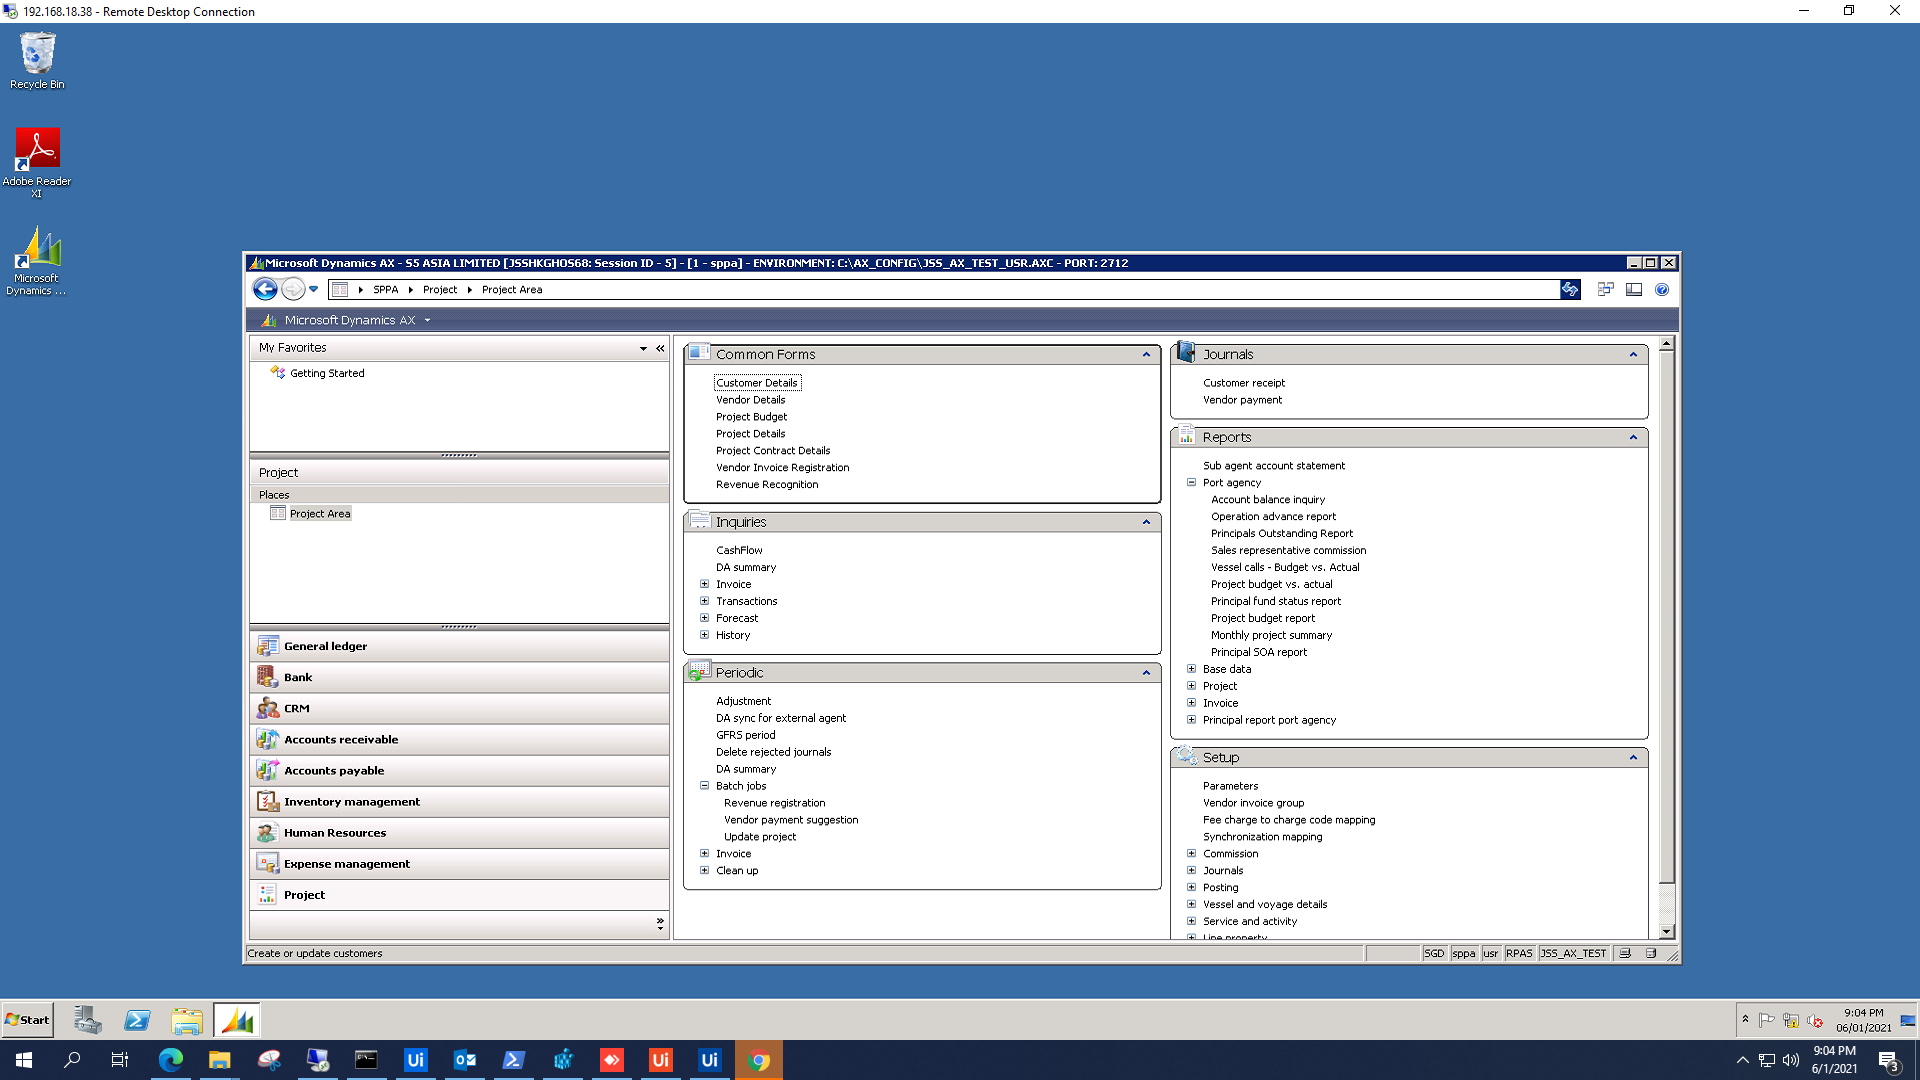 192.168.18.38 - Remote Desktop Connection
Recycle Bin
Adobe Reader
XI
Microsoft
Dynamics ...
Microsoft Dynamics AX - S5 ASIA LIMITED [JSSHKGHOS68: Session ID - 5] - [1 - sppa] - ENVIRONMENT: C:\AX_CONFIG\JSS_AX_TEST_USR.AXC - PORT: 2712
SPPA Project Project Area
Microsoft Dynamics AX
My Favorites
Getting Started
Project
Places
Project Area
General ledger
Bank
CRM
Accounts receivable
Accounts payable
Inventory management
Human Resources
Expense management
Project
Common Forms
Customer Details
Vendor Details
Project Budget
Project Details
Project Contract Details
Vendor Invoice Registration
Revenue Recognition
Inquiries
CashFlow
DA summary
Invoice
Transactions
Forecast
History
Periodic
Adjustment
DA sync for external agent
GFRS period
Delete rejected journals
DA summary
Batch jobs
Revenue registration
Vendor payment suggestion
Update project
Invoice
Clean up
Journals
Customer receipt
Vendor payment
Reports
Sub agent account statement
Port agency
Account balance inquiry
Operation advance report
Principals Outstanding Report
Sales representative commission
Vessel calls - Budget vs. Actual
Project budget vs. actual
Principal fund status report
Project budget report
Monthly project summary
Principal SOA report
Base data
Project
Invoice
Principal report port agency
Setup
Parameters
Vendor invoice group
Fee charge to charge code mapping
Synchronization mapping
Commission
Journals
Posting
Vessel and voyage details
Service and activity
Line property
Create or update customers
SGD sppa usr RPAS JSS_AX_TEST
Start
9:04 PM
06/01/2021
Ui
Ui
Ui
9:04 PM
6/1/2021
3